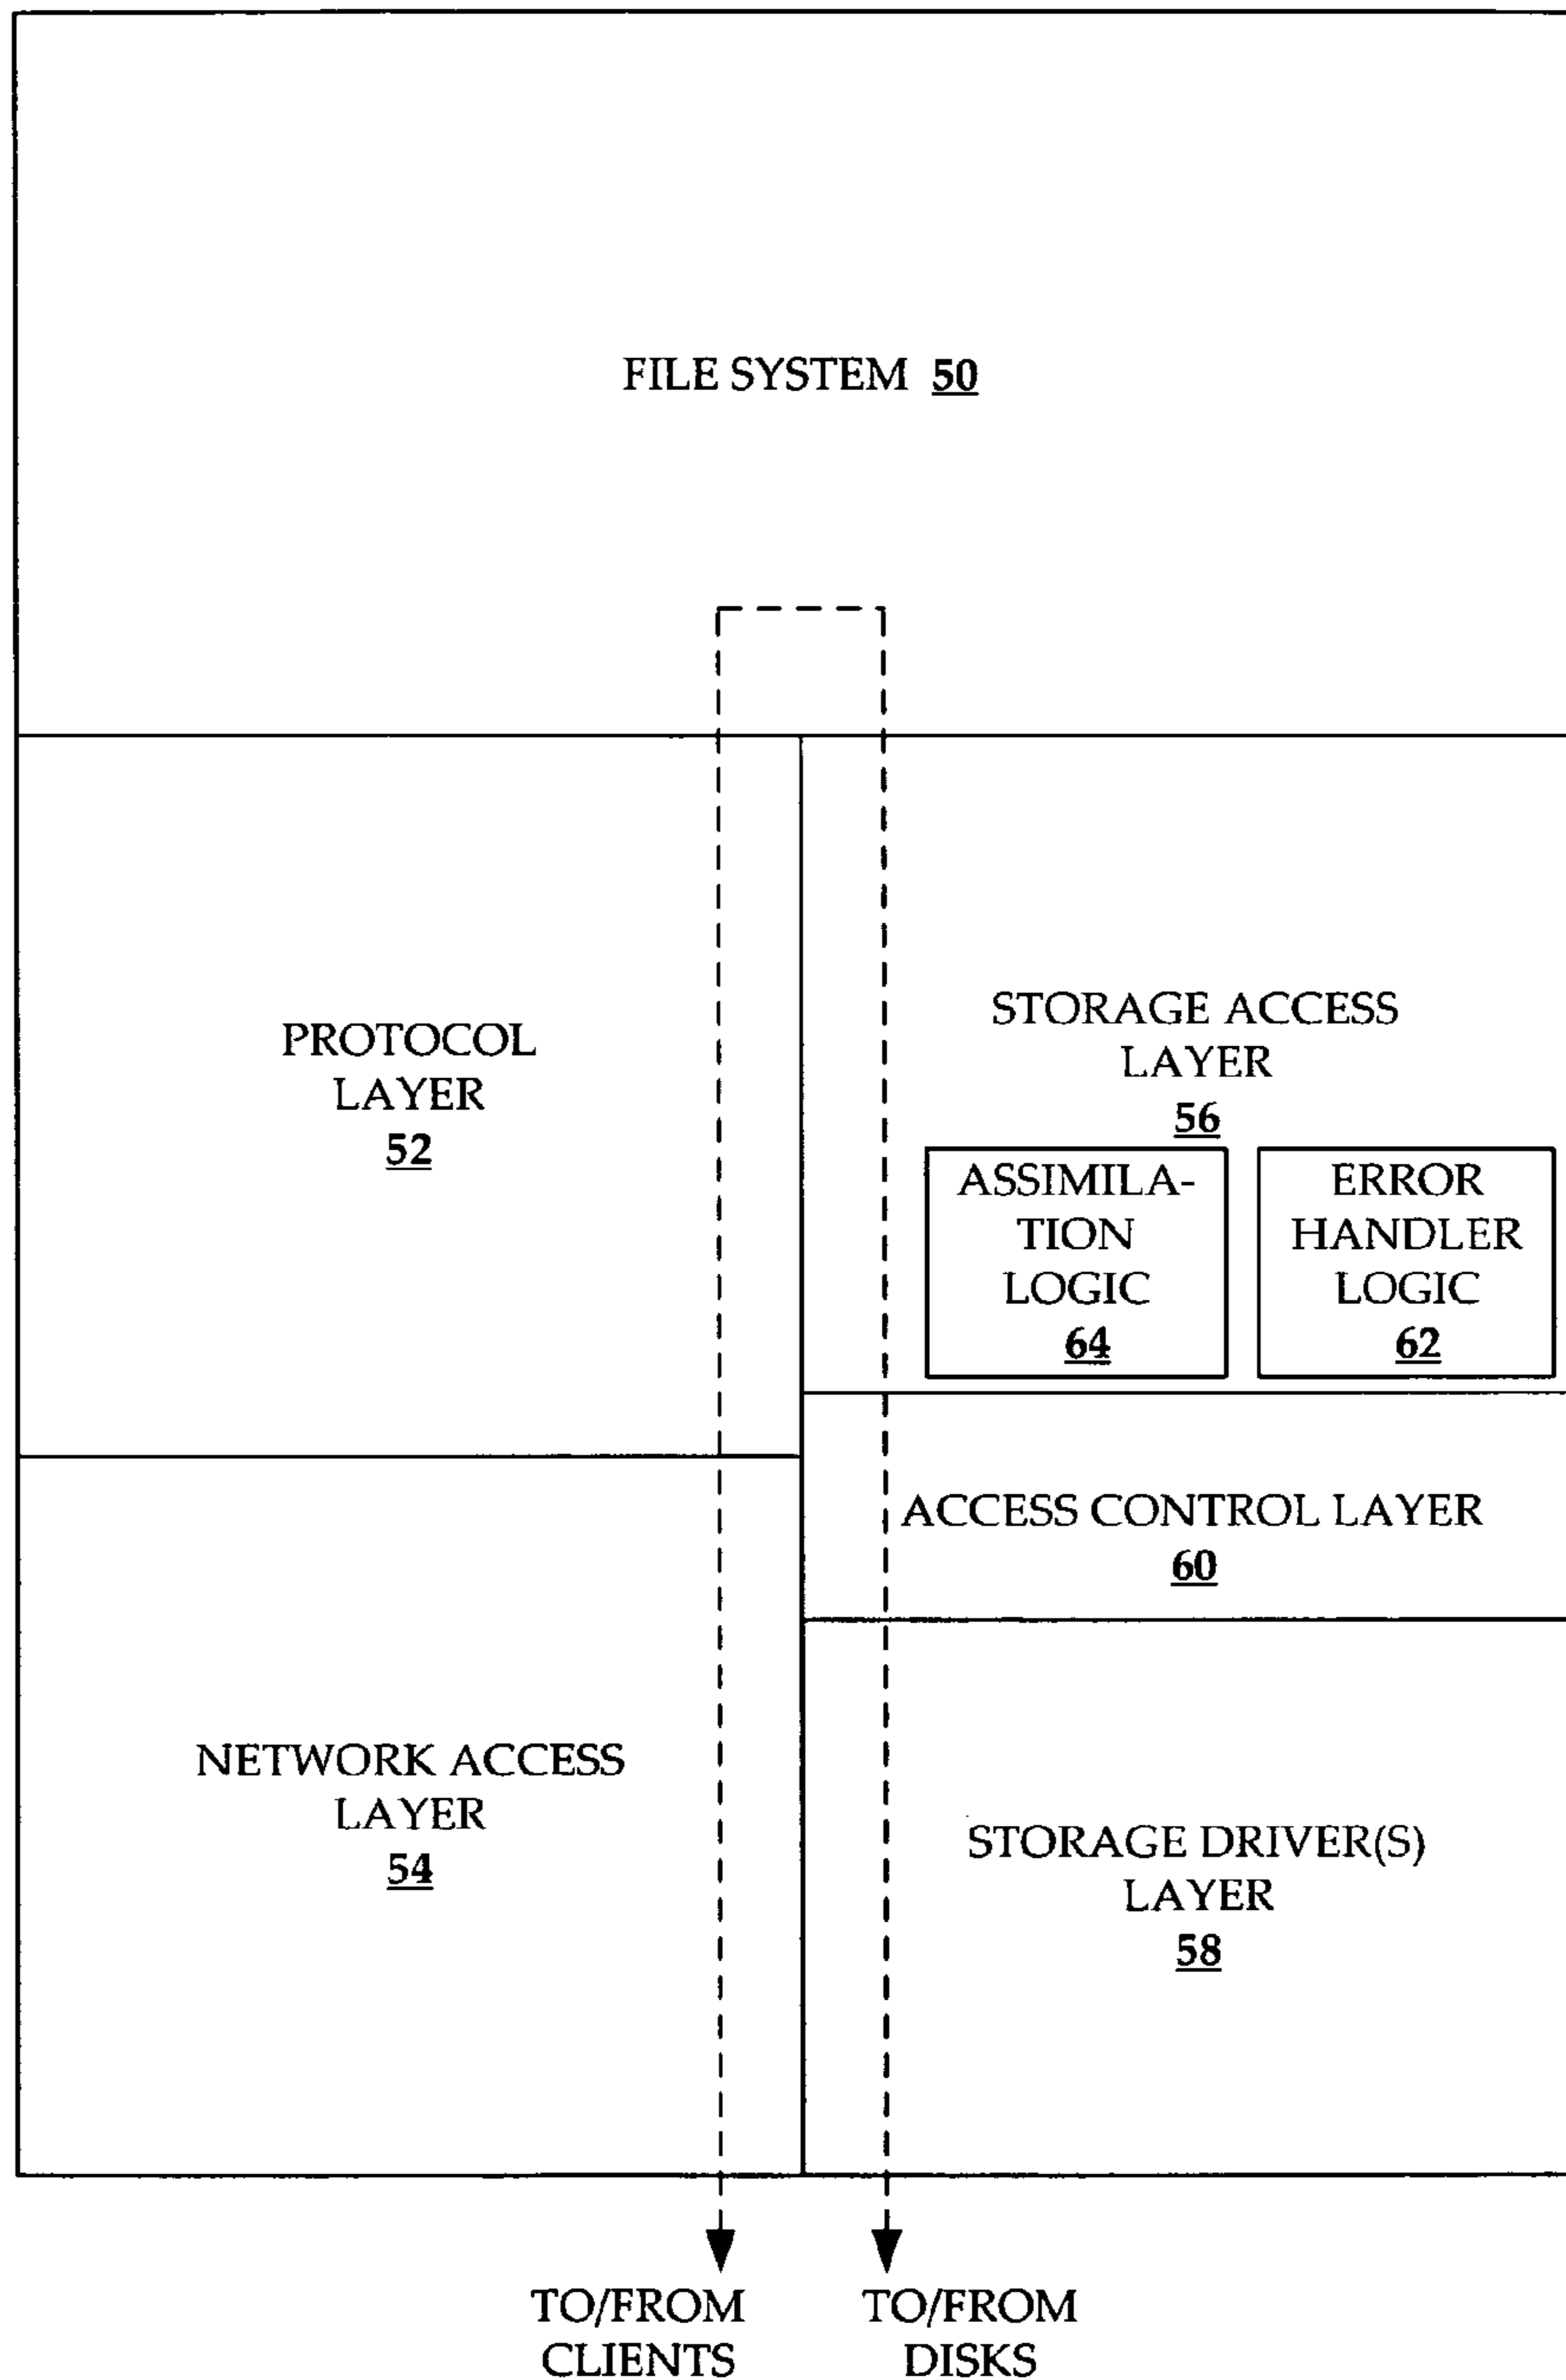 FILE SYSTEM 50
PROTOCOL
LAYER
52
STORAGE ACCESS
LAYER
56
ASSIMILA-
TION
LOGIC
64
ERROR
HANDLER
LOGIC
62
ACCESS CONTROL LAYER
60
NETWORK ACCESS
LAYER
54
STORAGE DRIVER(S)
LAYER
58
TO/FROM
CLIENTS
TO/FROM
DISKS